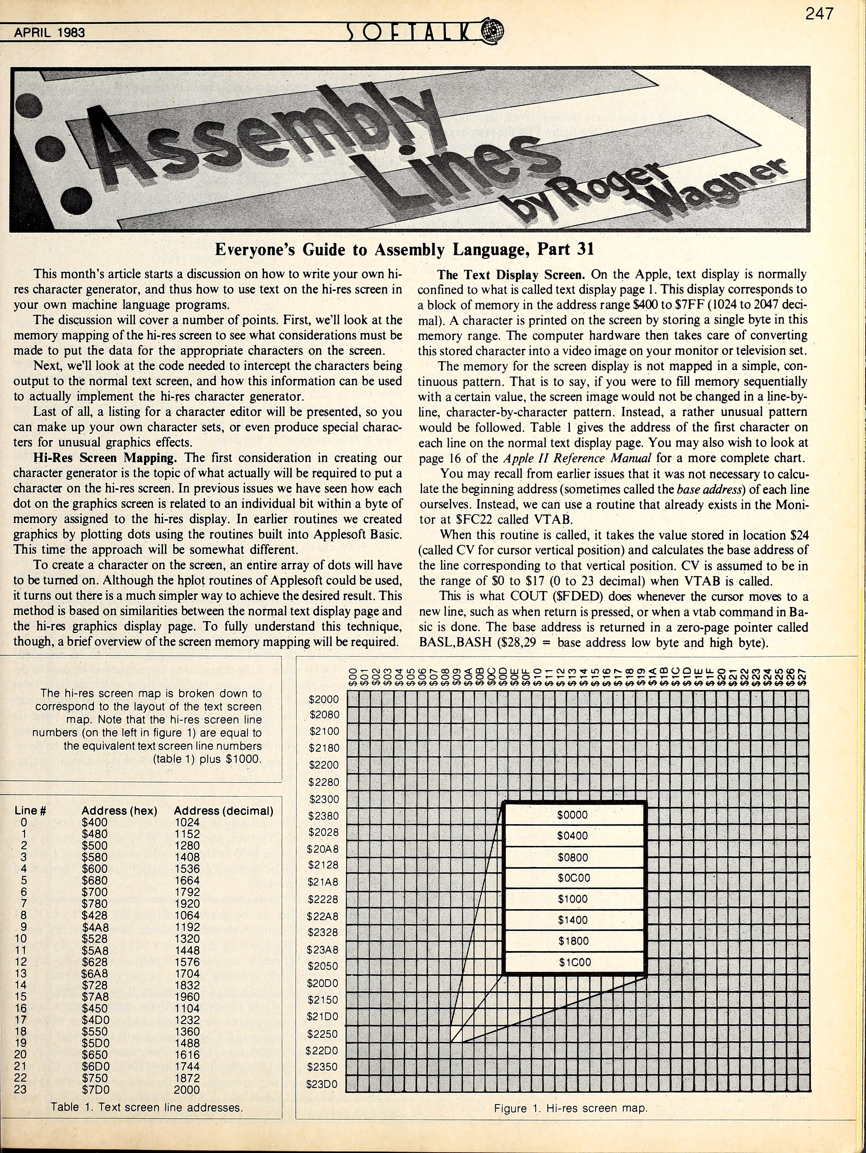 247
APRIL 1983
SOFTALK
Assembly
Lines
by Roger
Wagner
Everyone's Guide to Assembly Language, Part 31
This month's article starts a discussion on how to write your own hi-
res character generator, and thus how to use text on the hi-res screen in
your own machine language programs.
The discussion will cover a number of points. First, we'll look at the
memory mapping of the hi-res screen to see what considerations must be
made to put the data for the appropriate characters on the screen.
Next, we'll look at the code needed to intercept the characters being
output to the normal text screen, and how this information can be used
to actually implement the hi-res character generator.
Last of all, a listing for a character editor will be presented, so you
can make up your own character sets, or even produce special charac-
ters for unusual graphics effects.
Hi-Res Screen Mapping. The first consideration in creating our
character generator is the topic of what actually will be required to put a
character on the hi-res screen. In previous issues we have seen how each
dot on the graphics screen is related to an individual bit within a byte of
memory assigned to the hi-res display. In earlier routines we created
graphics by plotting dots using the routines built into Applesoft Basic.
This time the approach will be somewhat different.
To create a character on the screen, an entire array of dots will have
to be turned on. Although the hplot routines of Applesoft could be used,
it turns out there is a much simpler way to achieve the desired result. This
method is based on similarities between the normal text display page and
the hi-res graphics display page. To fully understand this technique,
though, a brief overview of the screen memory mapping will be required.
The Text Display Screen. On the Apple, text display is normally
confined to what is called text display page 1. This display corresponds to
a block of memory in the address range $400 to $7FF (1024 to 2047 deci-
mal). A character is printed on the screen by storing a single byte in this
memory range. The computer hardware then takes care of converting
this stored character into a video image on your monitor or television set.
The memory for the screen display is not mapped in a simple, con-
tinuous pattern. That is to say, if you were to fill memory sequentially
with a certain value, the screen image would not be changed in a line-by-
line, character-by-character pattern. Instead, a rather unusual pattern
would be followed. Table 1 gives the address of the first character on
each line on the normal text display page. You may also wish to look at
page 16 of the Apple II Reference Manual for a more complete chart.
You may recall from earlier issues that it was not necessary to calcu-
late the beginning address (sometimes called the base address) of each line
ourselves. Instead, we can use a routine that already exists in the Moni-
tor at $FC22 called VTAB.
When this routine is called, it takes the value stored in location $24
(called CV for cursor vertical position) and calculates the base address of
the line corresponding to that vertical position. CV is assumed to be in
the range of $0 to $17 (0 to 23 decimal) when VTAB is called.
This is what COUT ($FDED) does whenever the cursor moves to a
new line, such as when return is pressed, or when a vtab command in Ba-
sic is done. The base address is returned in a zero-page pointer called
BASL,BASH ($28,29 = base address low byte and high byte).
The hi-res screen map is broken down to
correspond to the layout of the text screen
map. Note that the hi-res screen line
numbers (on the left in figure 1) are equal to
the equivalent text screen line numbers
(table 1) plus $1000.
Line # Address (hex) Address (decimal)
0 $400 1024
1 $480 1152
2 $500 1280
3 $580 1408
4 $600 1536
5 $680 1664
6 $700 1792
7 $780 1920
8 $428 1064
9 $4A8 1192
10 $528 1320
11 $5A8 1448
12 $628 1576
13 $6A8 1704
14 $728 1832
15 $7A8 1960
16 $450 1104
17 $4D0 1232
18 $550 1360
19 $5D0 1488
20 $650 1616
21 $6D0 1744
22 $750 1872
23 $7D0 2000
Table 1. Text screen line addresses.
$00 $01 $02 $03 $04 $05 $06 $07 $08 $09 $0A $0B $0C $0D $0E $0F $10 $11 $12 $13 $14 $15 $16 $17 $18 $19 $1A $1B $1C $1D $1E $1F $20 $21 $22 $23 $24 $25 $26 $27
$2000
$2080
$2100
$2180
$2200
$2280
$2300
$2380
$2028
$20A8
$2128
$21A8
$2228
$22A8
$2328
$23A8
$2050
$20D0
$2150
$21D0
$2250
$22D0
$2350
$23D0
$0000
$0400
$0800
$0C00
$1000
$1400
$1800
$1C00
Figure 1. Hi-res screen map.